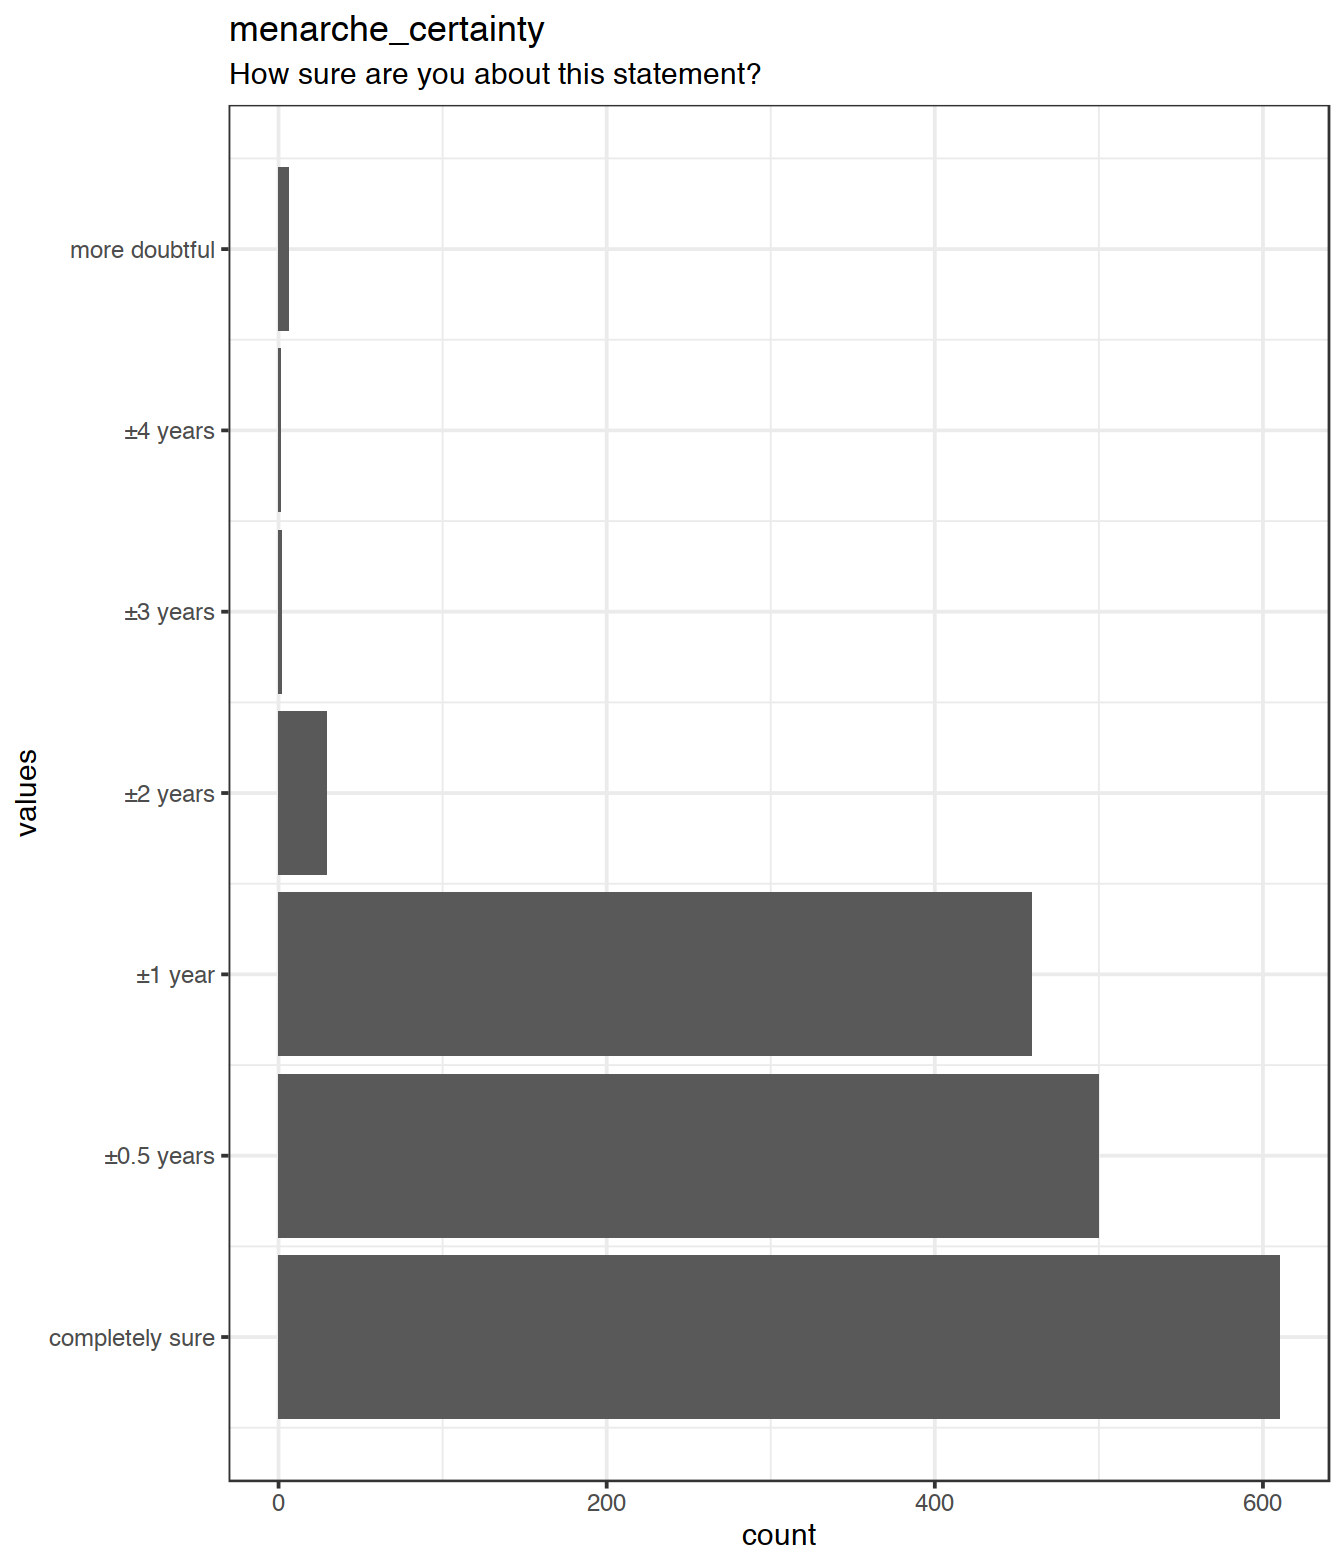 menarche_certainty
How sure are you about this statement?
more doubtful
±4 years
±3 years
±2 years
±1 year
±0.5 years
completely sure
values
0 200 400 600
count